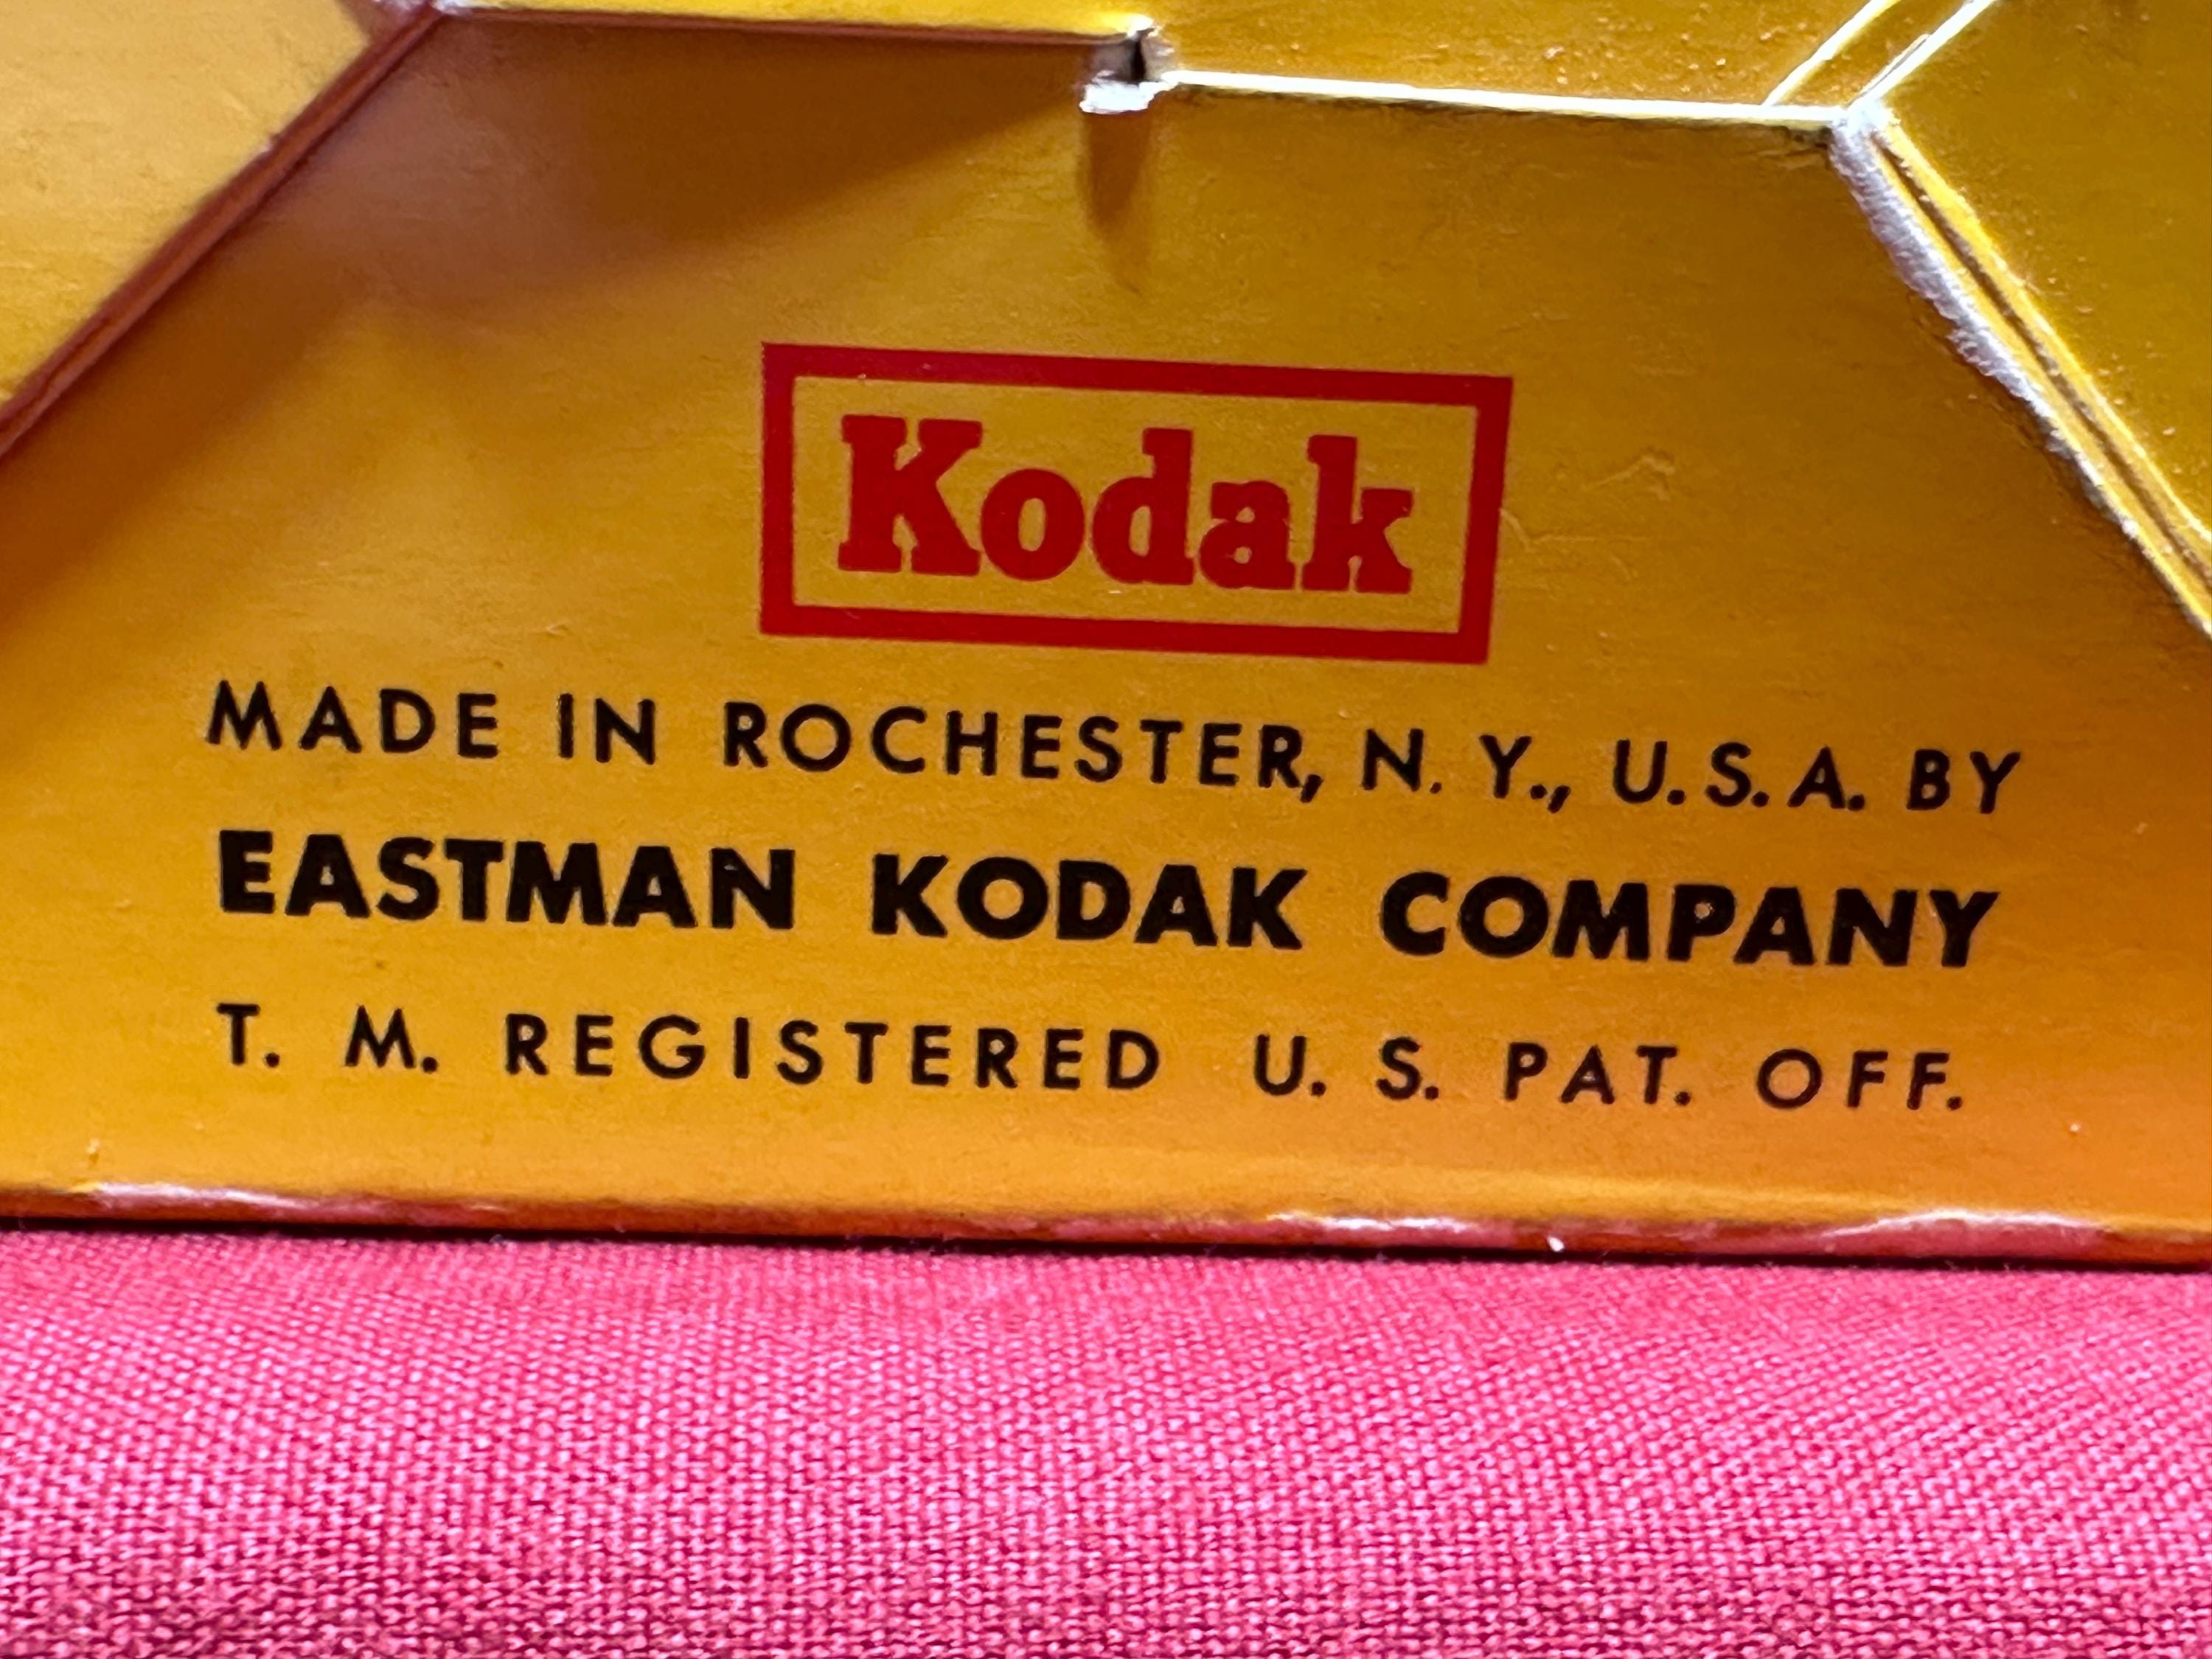 Kodak
MADE IN ROCHESTER, N. Y., U.S.A. BY
EASTMAN KODAK COMPANY
T. M. REGISTERED U. S. PAT. OFF.